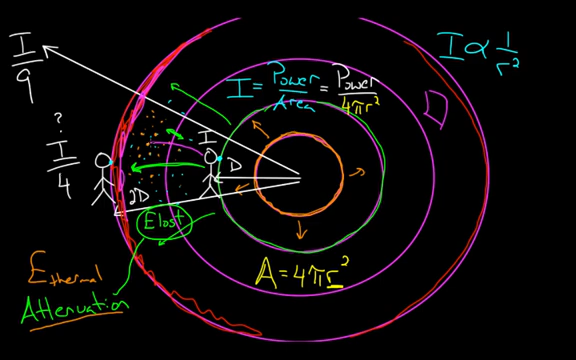 I/9
I ∝ 1/r²
I = Power/Area = Power/4πr²
?
I/4
I
D
2D
E lost
A = 4πr²
E thermal
Attenuation